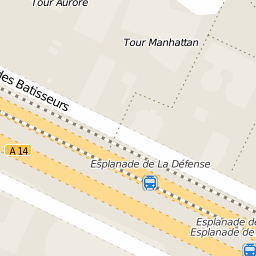 Tour Aurore
Tour Manhattan
des Batisseurs
A 14
Esplanade de La Défense
Esplanade de
Esplanade de